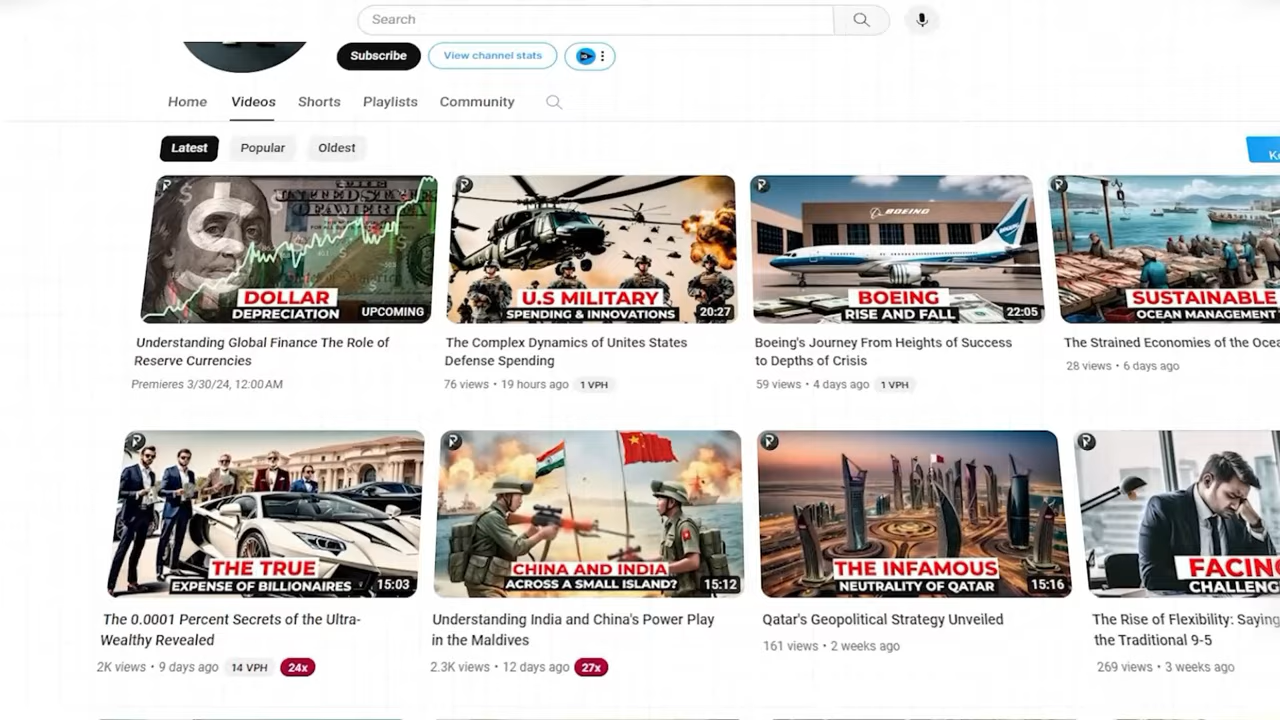 Search
Subscribe
View channel stats
Home Videos Shorts Playlists Community
Latest Popular Oldest
DOLLAR
DEPRECIATION
UPCOMING
Understanding Global Finance The Role of
Reserve Currencies
Premieres 3/30/24, 12:00 AM
U.S MILITARY
SPENDING & INNOVATIONS
20:27
The Complex Dynamics of Unites States
Defense Spending
76 views • 19 hours ago 1 VPH
BOEING
BOEING
RISE AND FALL
22:05
Boeing's Journey From Heights of Success
to Depths of Crisis
59 views • 4 days ago 1 VPH
SUSTAINABLE
OCEAN MANAGEMENT
The Strained Economies of the Ocea
28 views • 6 days ago
THE TRUE
EXPENSE OF BILLIONAIRES
15:03
The 0.0001 Percent Secrets of the Ultra-
Wealthy Revealed
2K views • 9 days ago 14 VPH 24x
CHINA AND INDIA
ACROSS A SMALL ISLAND?
15:12
Understanding India and China's Power Play
in the Maldives
2.3K views • 12 days ago 27x
THE INFAMOUS
NEUTRALITY OF QATAR
15:16
Qatar's Geopolitical Strategy Unveiled
161 views • 2 weeks ago
FACING
CHALLENG
The Rise of Flexibility: Saying
the Traditional 9-5
269 views • 3 weeks ago